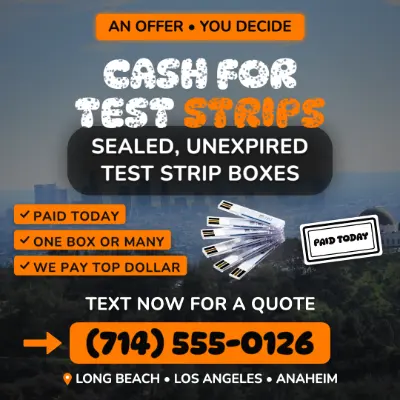 AN OFFER • YOU DECIDE
CASH FOR
TEST STRIPS
SEALED, UNEXPIRED
TEST STRIP BOXES
✓ PAID TODAY
✓ ONE BOX OR MANY
✓ WE PAY TOP DOLLAR
PAID TODAY
TEXT NOW FOR A QUOTE
(714) 555-0126
LONG BEACH • LOS ANGELES • ANAHEIM